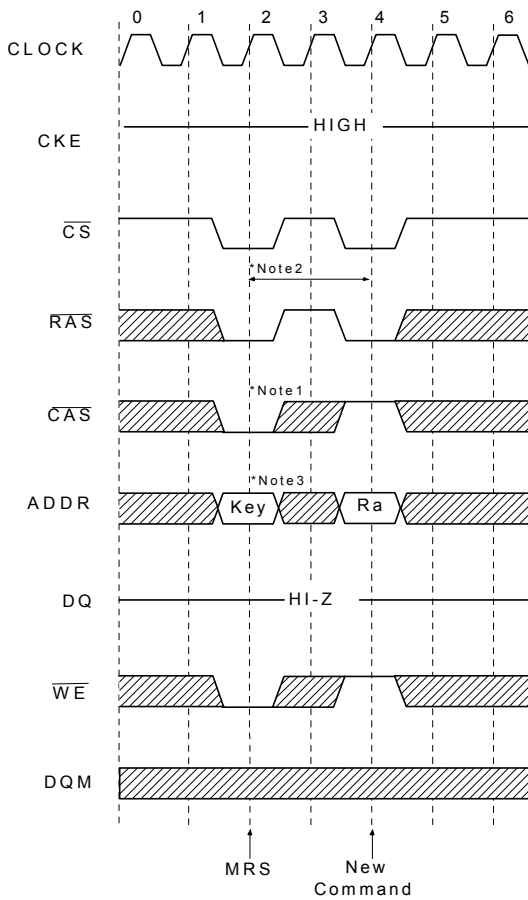 0 1 2 3 4 5 6
CLOCK
CKE
HIGH
CS
*Note2
RAS
*Note1
CAS
*Note3
ADDR
Key
Ra
DQ
HI-Z
WE
DQM
MRS
New
Command